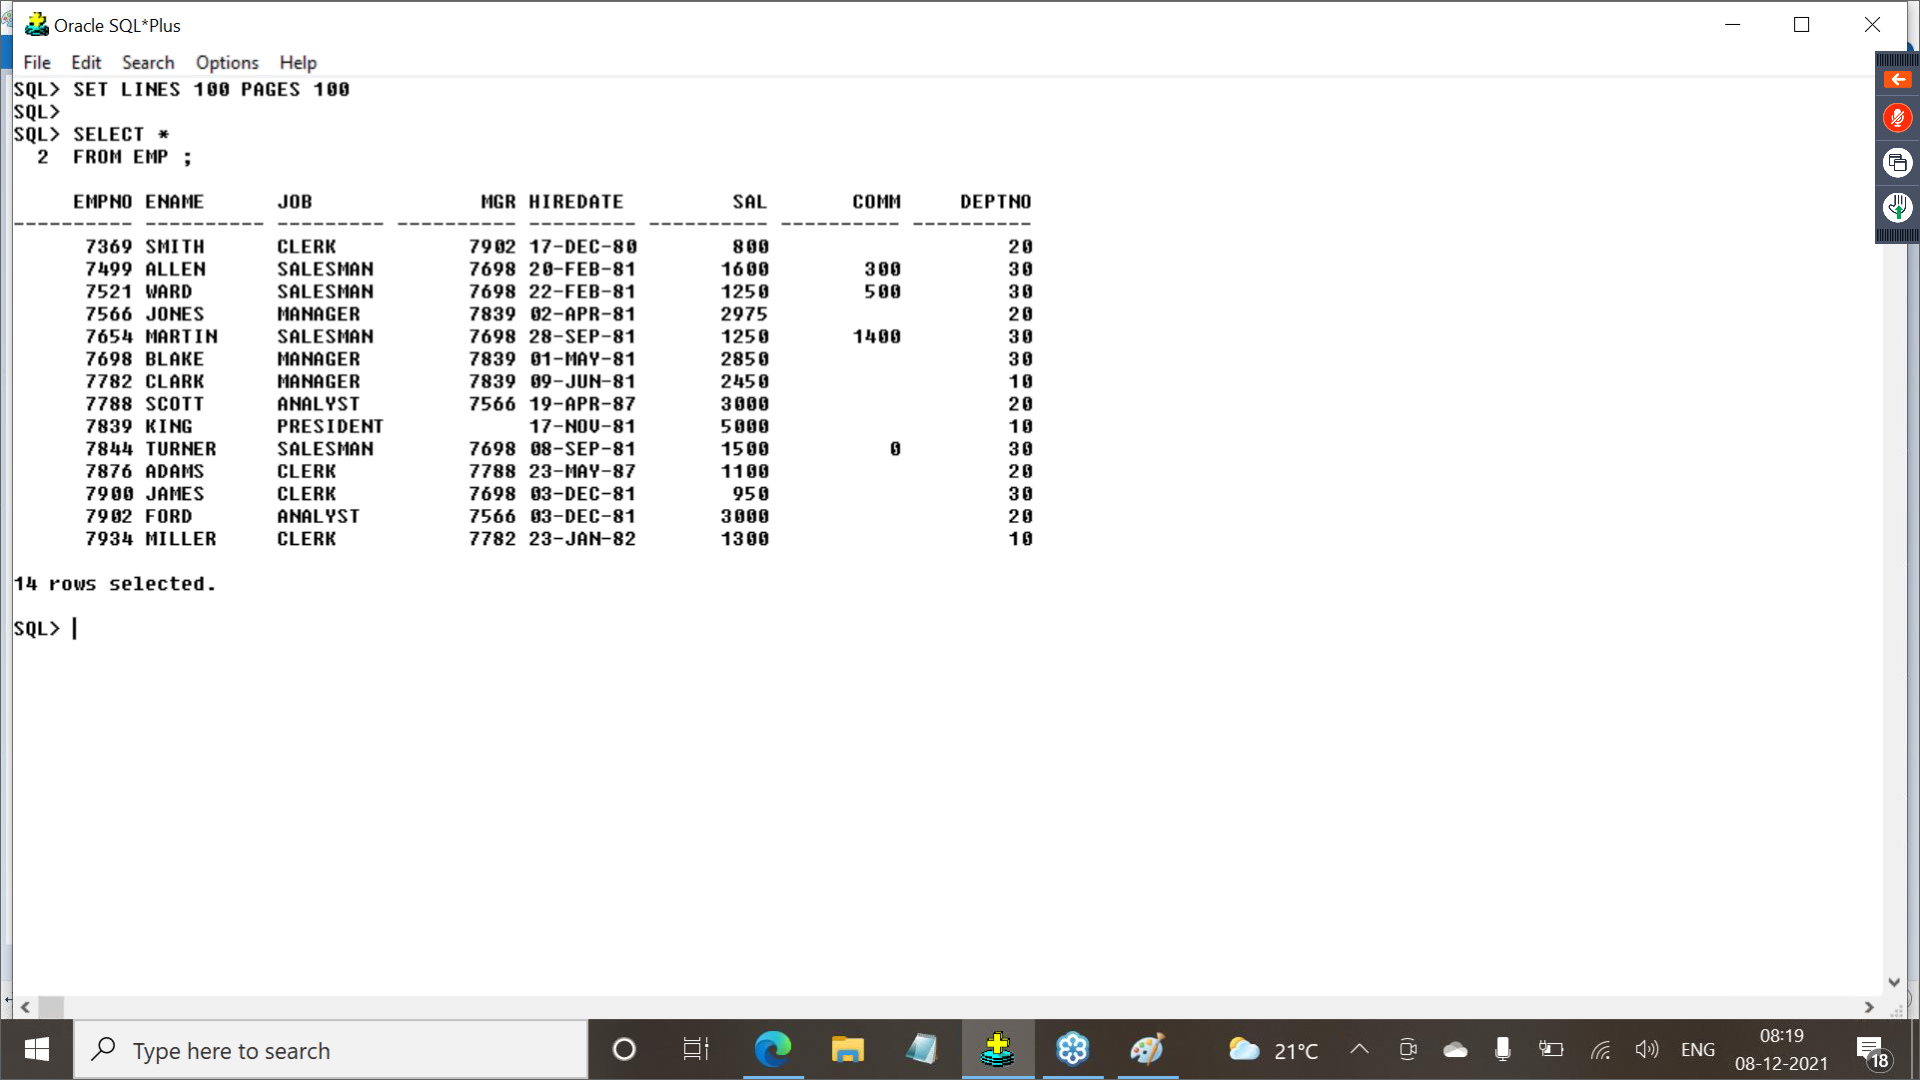 Oracle SQL*Plus
File Edit Search Options Help
SQL> SET LINES 100 PAGES 100
SQL>
SQL> SELECT *
  2  FROM EMP ;
     EMPNO ENAME      JOB              MGR HIREDATE         SAL       COMM     DEPTNO
---------- ---------- --------- ---------- --------- ---------- ---------- ----------
      7369 SMITH      CLERK           7902 17-DEC-80        800                    20
      7499 ALLEN      SALESMAN        7698 20-FEB-81       1600        300         30
      7521 WARD       SALESMAN        7698 22-FEB-81       1250        500         30
      7566 JONES      MANAGER         7839 02-APR-81       2975                    20
      7654 MARTIN     SALESMAN        7698 28-SEP-81       1250       1400         30
      7698 BLAKE      MANAGER         7839 01-MAY-81       2850                    30
      7782 CLARK      MANAGER         7839 09-JUN-81       2450                    10
      7788 SCOTT      ANALYST         7566 19-APR-87       3000                    20
      7839 KING       PRESIDENT            17-NOV-81       5000                    10
      7844 TURNER     SALESMAN        7698 08-SEP-81       1500          0         30
      7876 ADAMS      CLERK           7788 23-MAY-87       1100                    20
      7900 JAMES      CLERK           7698 03-DEC-81        950                    30
      7902 FORD       ANALYST         7566 03-DEC-81       3000                    20
      7934 MILLER     CLERK           7782 23-JAN-82       1300                    10
14 rows selected.
SQL>
Type here to search
21°C
ENG
08:19
08-12-2021
18